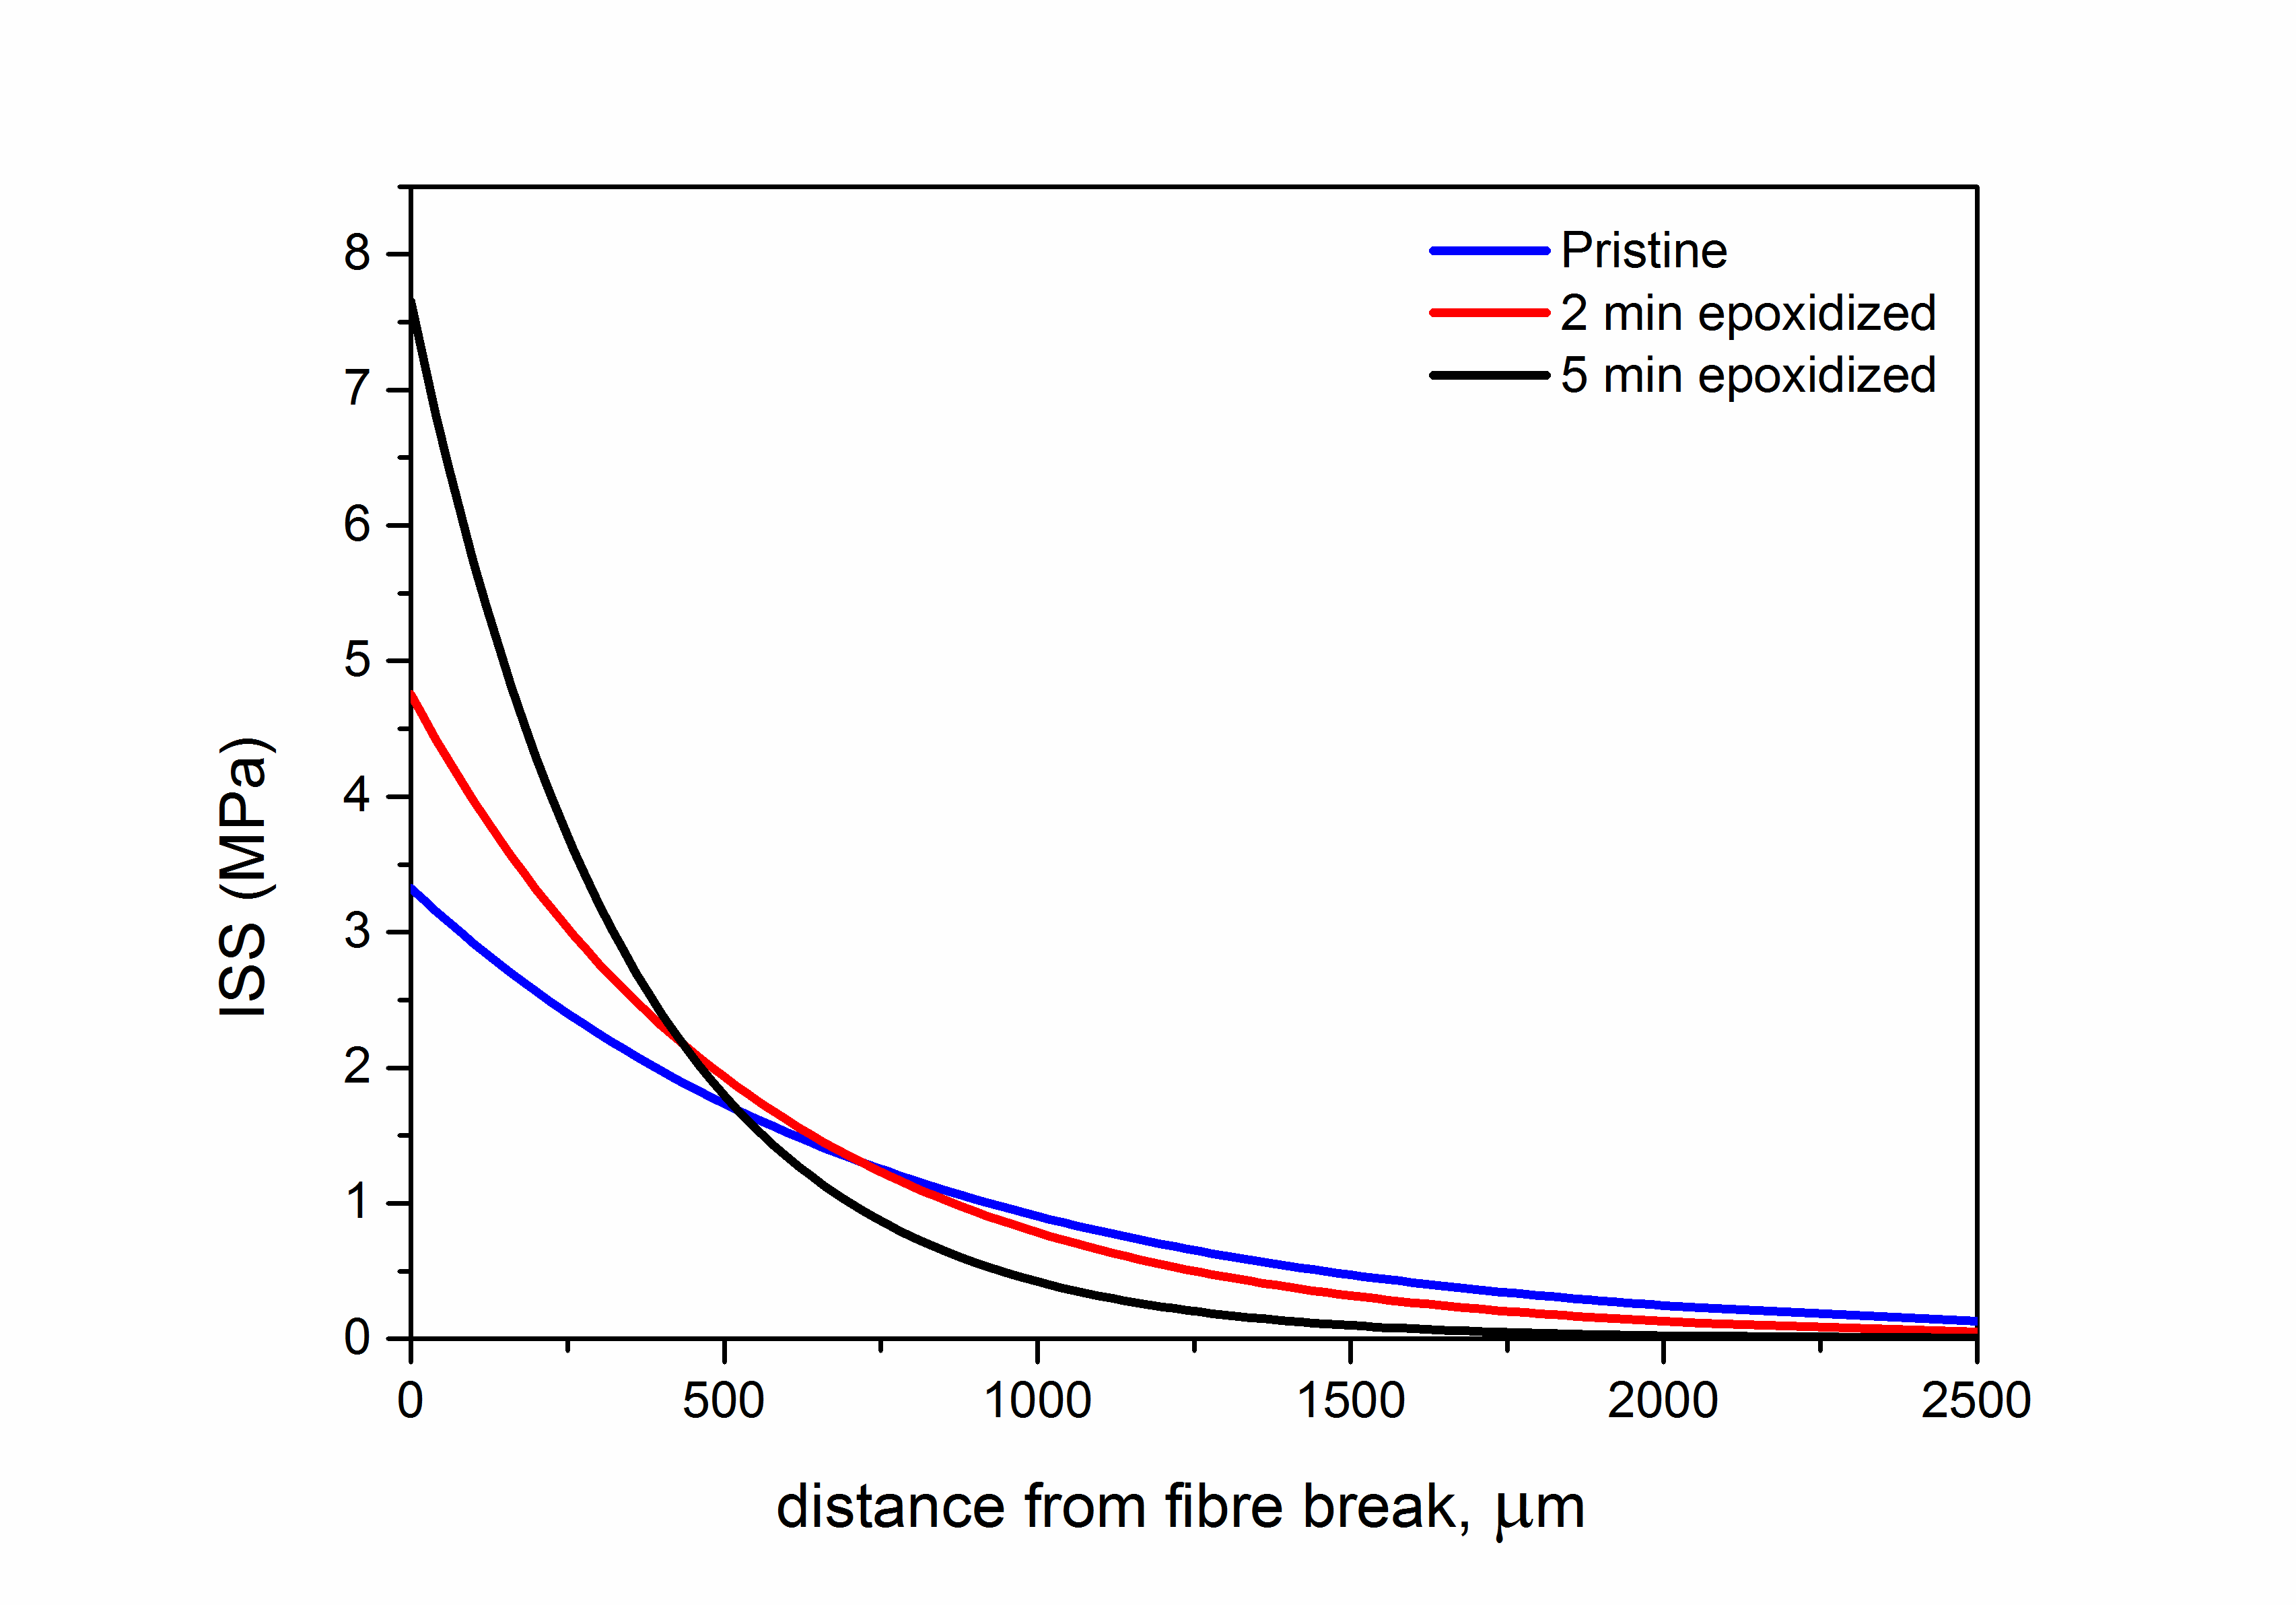 Pristine
2 min epoxidized
5 min epoxidized
8
7
6
5
4
3
2
1
0
ISS (MPa)
0 500 1000 1500 2000 2500
distance from fibre break, μm